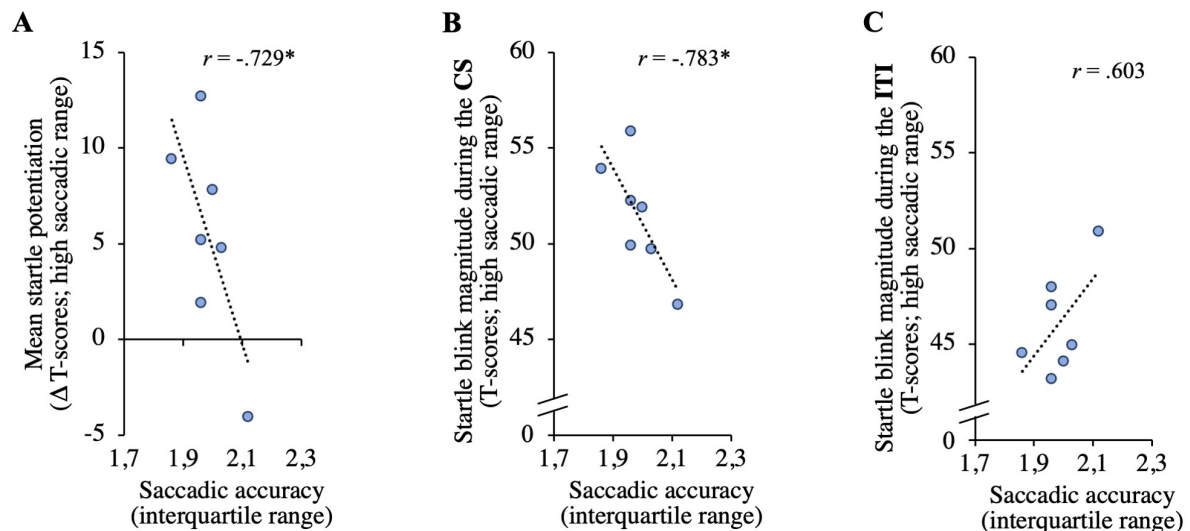 A
r = -.729*
15
10
5
0
-5
1,7 1,9 2,1 2,3
Mean startle potentiation
(Δ T-scores; high saccadic range)
Saccadic accuracy
(interquartile range)
B
r = -.783*
60
55
50
45
0
1,7 1,9 2,1 2,3
Startle blink magnitude during the CS
(T-scores; high saccadic range)
Saccadic accuracy
(interquartile range)
C
r = .603
60
55
50
45
0
1,7 1,9 2,1 2,3
Startle blink magnitude during the ITI
(T-scores; high saccadic range)
Saccadic accuracy
(interquartile range)